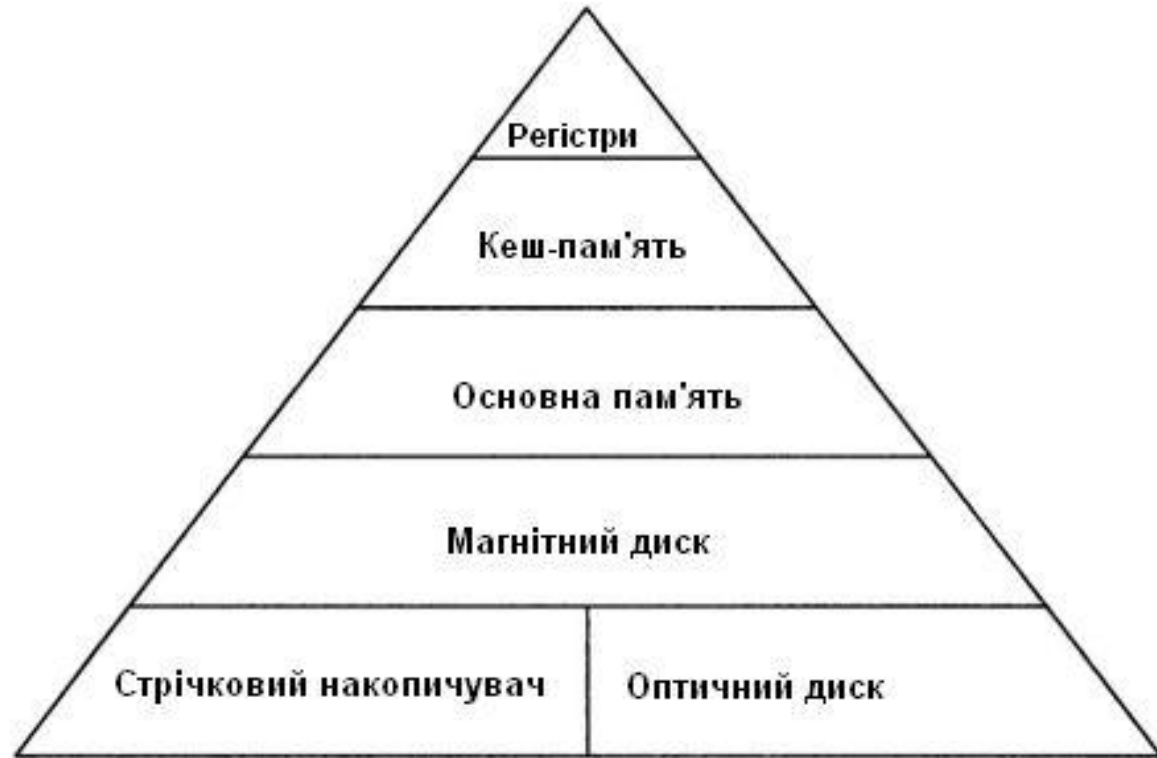 Регістри
Кеш-пам'ять
Основна пам'ять
Магнітний диск
Стрічковий накопичувач
Оптичний диск